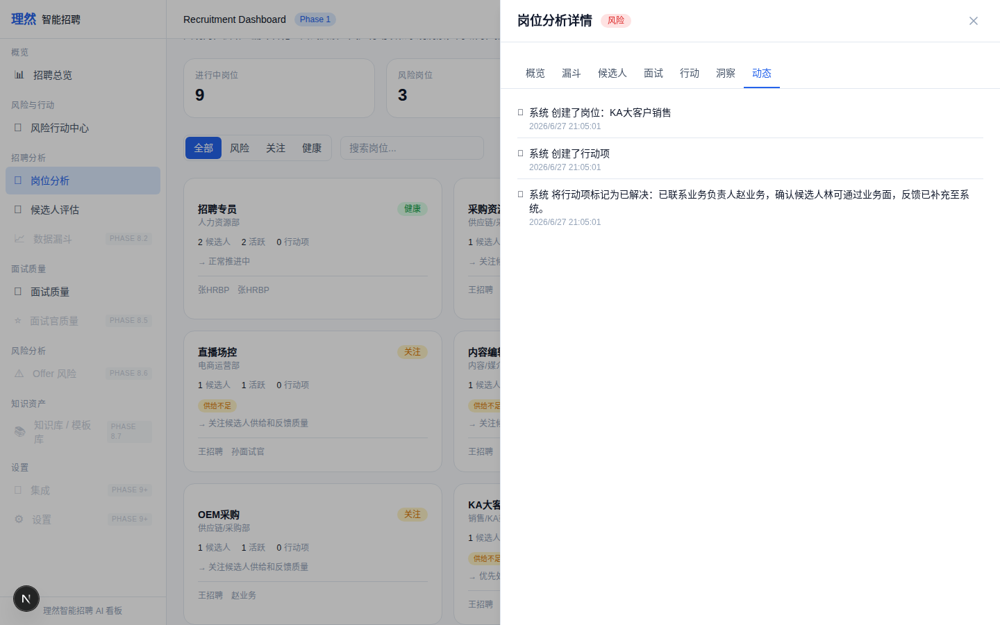 理然 智能招聘
概览
招聘总览
风险与行动
风险行动中心
招聘分析
岗位分析
候选人评估
数据漏斗 PHASE 8.2
面试质量
面试质量
面试官质量 PHASE 8.5
风险分析
Offer 风险 PHASE 8.6
知识资产
知识库 / 模板
库
PHASE
8.7
设置
集成 PHASE 9+
设置 PHASE 9+
理然智能招聘 AI 看板
Recruitment Dashboard Phase 1
进行中岗位
9
风险岗位
3
全部 风险 关注 健康 搜索岗位...
招聘专员 健康
人力资源部
2 候选人 2 活跃 0 行动项
→ 正常推进中
张HRBP 张HRBP
采购资
供应链/
1 候选人
→ 关注
王招聘
直播场控 关注
电商运营部
1 候选人 1 活跃 0 行动项
供给不足
→ 关注候选人供给和反馈质量
王招聘 孙面试官
内容编
内容/媒
1 候选人
供给不足
→ 关注
王招聘
OEM采购 关注
供应链/采购部
1 候选人 1 活跃 0 行动项
→ 关注候选人供给和反馈质量
王招聘 赵业务
KA大客
销售/KA
1 候选人
供给不足
→ 优先
王招聘
岗位分析详情 风险
概览 漏斗 候选人 面试 行动 洞察 动态
系统 创建了岗位：KA大客户销售
2026/6/27 21:05:01
系统 创建了行动项
2026/6/27 21:05:01
系统 将行动项标记为已解决：已联系业务负责人赵业务，确认候选人林可通过业务面，反馈已补充至系
统。
2026/6/27 21:05:01